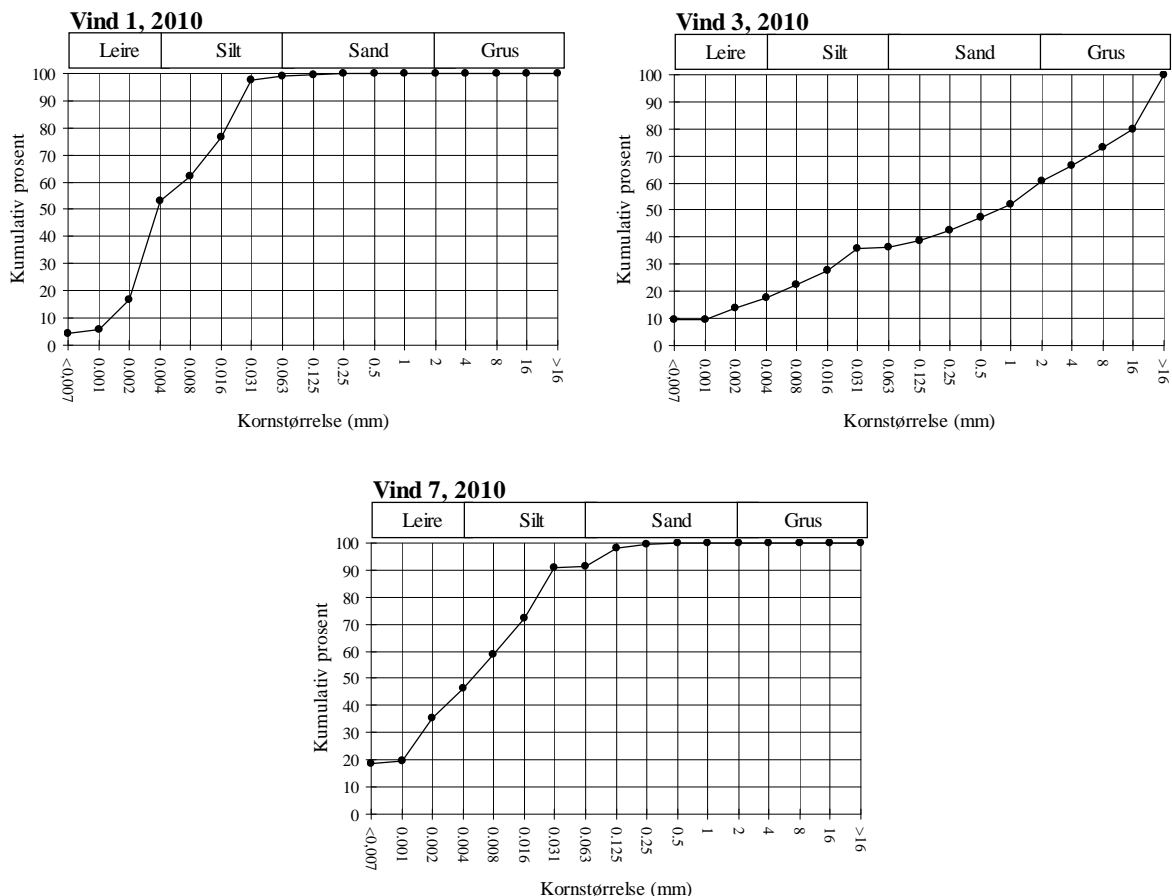 Vind 1, 2010
Leire Silt Sand Grus
100
90
80
70
60
50
40
30
20
10
0
Kumulativ prosent
<0,007 0.001 0.002 0.004 0.008 0.016 0.031 0.063 0.125 0.25 0.5 1 2 4 8 16 >16
Kornstørrelse (mm)
Vind 3, 2010
Leire Silt Sand Grus
100
90
80
70
60
50
40
30
20
10
0
Kumulativ prosent
<0,007 0.001 0.002 0.004 0.008 0.016 0.031 0.063 0.125 0.25 0.5 1 2 4 8 16 >16
Kornstørrelse (mm)
Vind 7, 2010
Leire Silt Sand Grus
100
90
80
70
60
50
40
30
20
10
0
Kumulativ prosent
<0,007 0.001 0.002 0.004 0.008 0.016 0.031 0.063 0.125 0.25 0.5 1 2 4 8 16 >16
Kornstørrelse (mm)